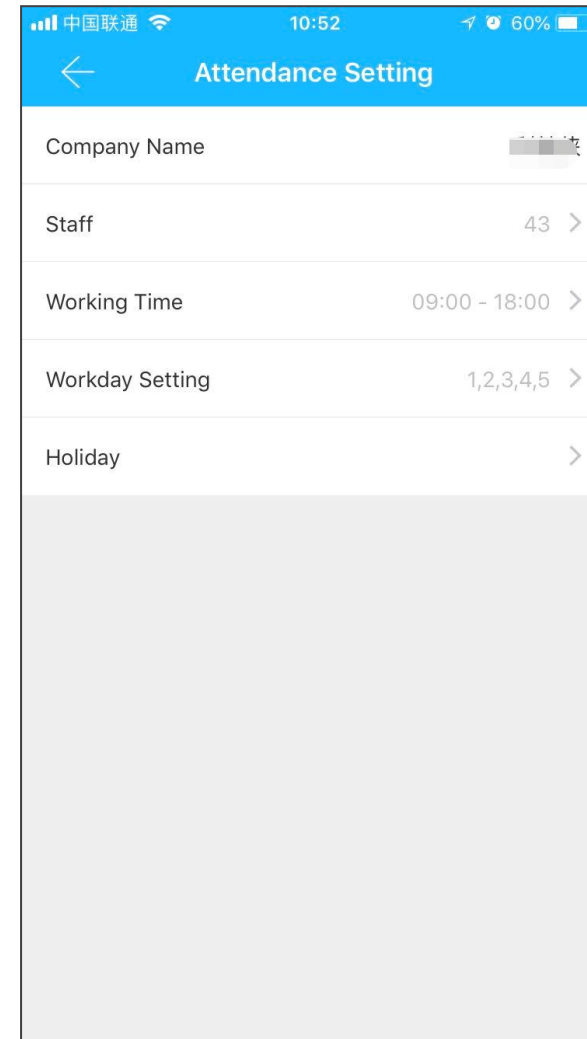 中国联通 10:52 60%
Attendance Setting
Company Name
Staff 43
Working Time 09:00 - 18:00
Workday Setting 1,2,3,4,5
Holiday